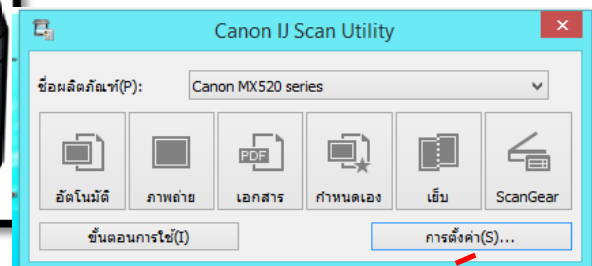 Canon IJ Scan Utility
ชื่อผลิตภัณฑ์(P): Canon MX520 series
PDF
อัตโนมัติ ภาพถ่าย เอกสาร กำหนดเอง เย็บ ScanGear
ขั้นตอนการใช้(I) การตั้งค่า(S)...